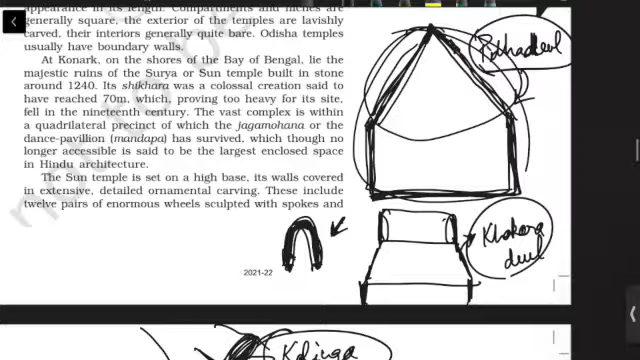 appearance in its length. Compartments and niches are
generally square, the exterior of the temples are lavishly
carved, their interiors generally quite bare. Odisha temples
usually have boundary walls.
At Konark, on the shores of the Bay of Bengal, lie the
majestic ruins of the Surya or Sun temple built in stone
around 1240. Its shikhara was a colossal creation said to
have reached 70m, which, proving too heavy for its site,
fell in the nineteenth century. The vast complex is within
a quadrilateral precinct of which the jagamohana or the
dance-pavillion (mandapa) has survived, which though no
longer accessible is said to be the largest enclosed space
in Hindu architecture.
The Sun temple is set on a high base, its walls covered
in extensive, detailed ornamental carving. These include
twelve pairs of enormous wheels sculpted with spokes and
2021-22
Khakara
deul
Kalinga